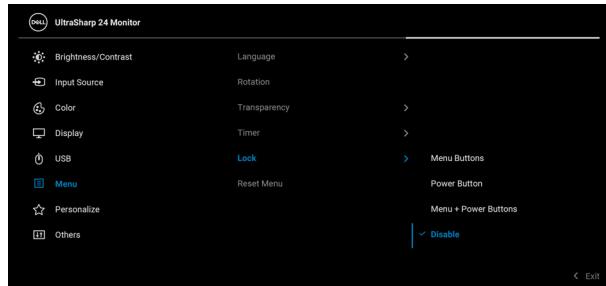 DELL UltraSharp 24 Monitor
Brightness/Contrast Language
Input Source Rotation
Color Transparency
Display Timer
USB Lock Menu Buttons
Menu Reset Menu Power Button
Personalize Menu + Power Buttons
Others Disable
Exit